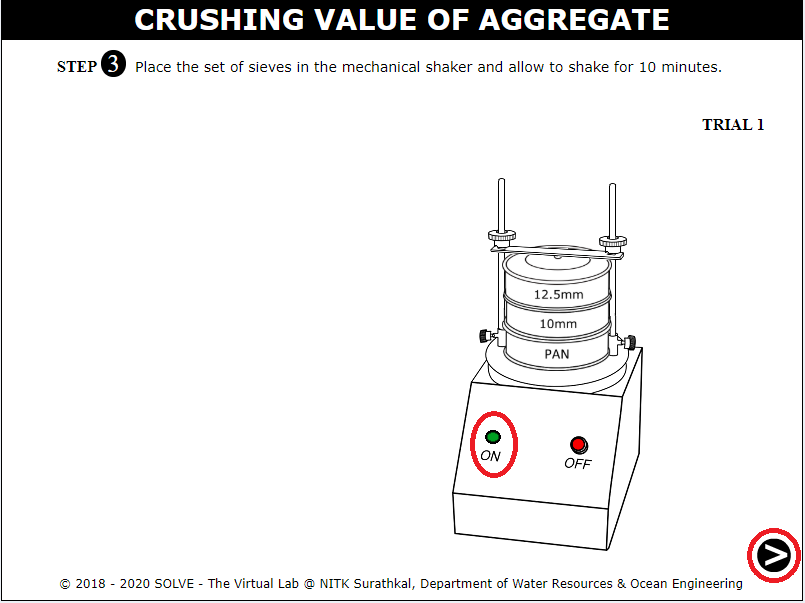 CRUSHING VALUE OF AGGREGATE
STEP 3 Place the set of sieves in the mechanical shaker and allow to shake for 10 minutes.
TRIAL 1
12.5mm
10mm
PAN
ON
OFF
>
© 2018 - 2020 SOLVE - The Virtual Lab @ NITK Surathkal, Department of Water Resources & Ocean Engineering